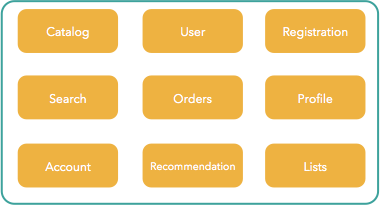 Catalog
User
Registration
Search
Orders
Profile
Account
Recommendation
Lists